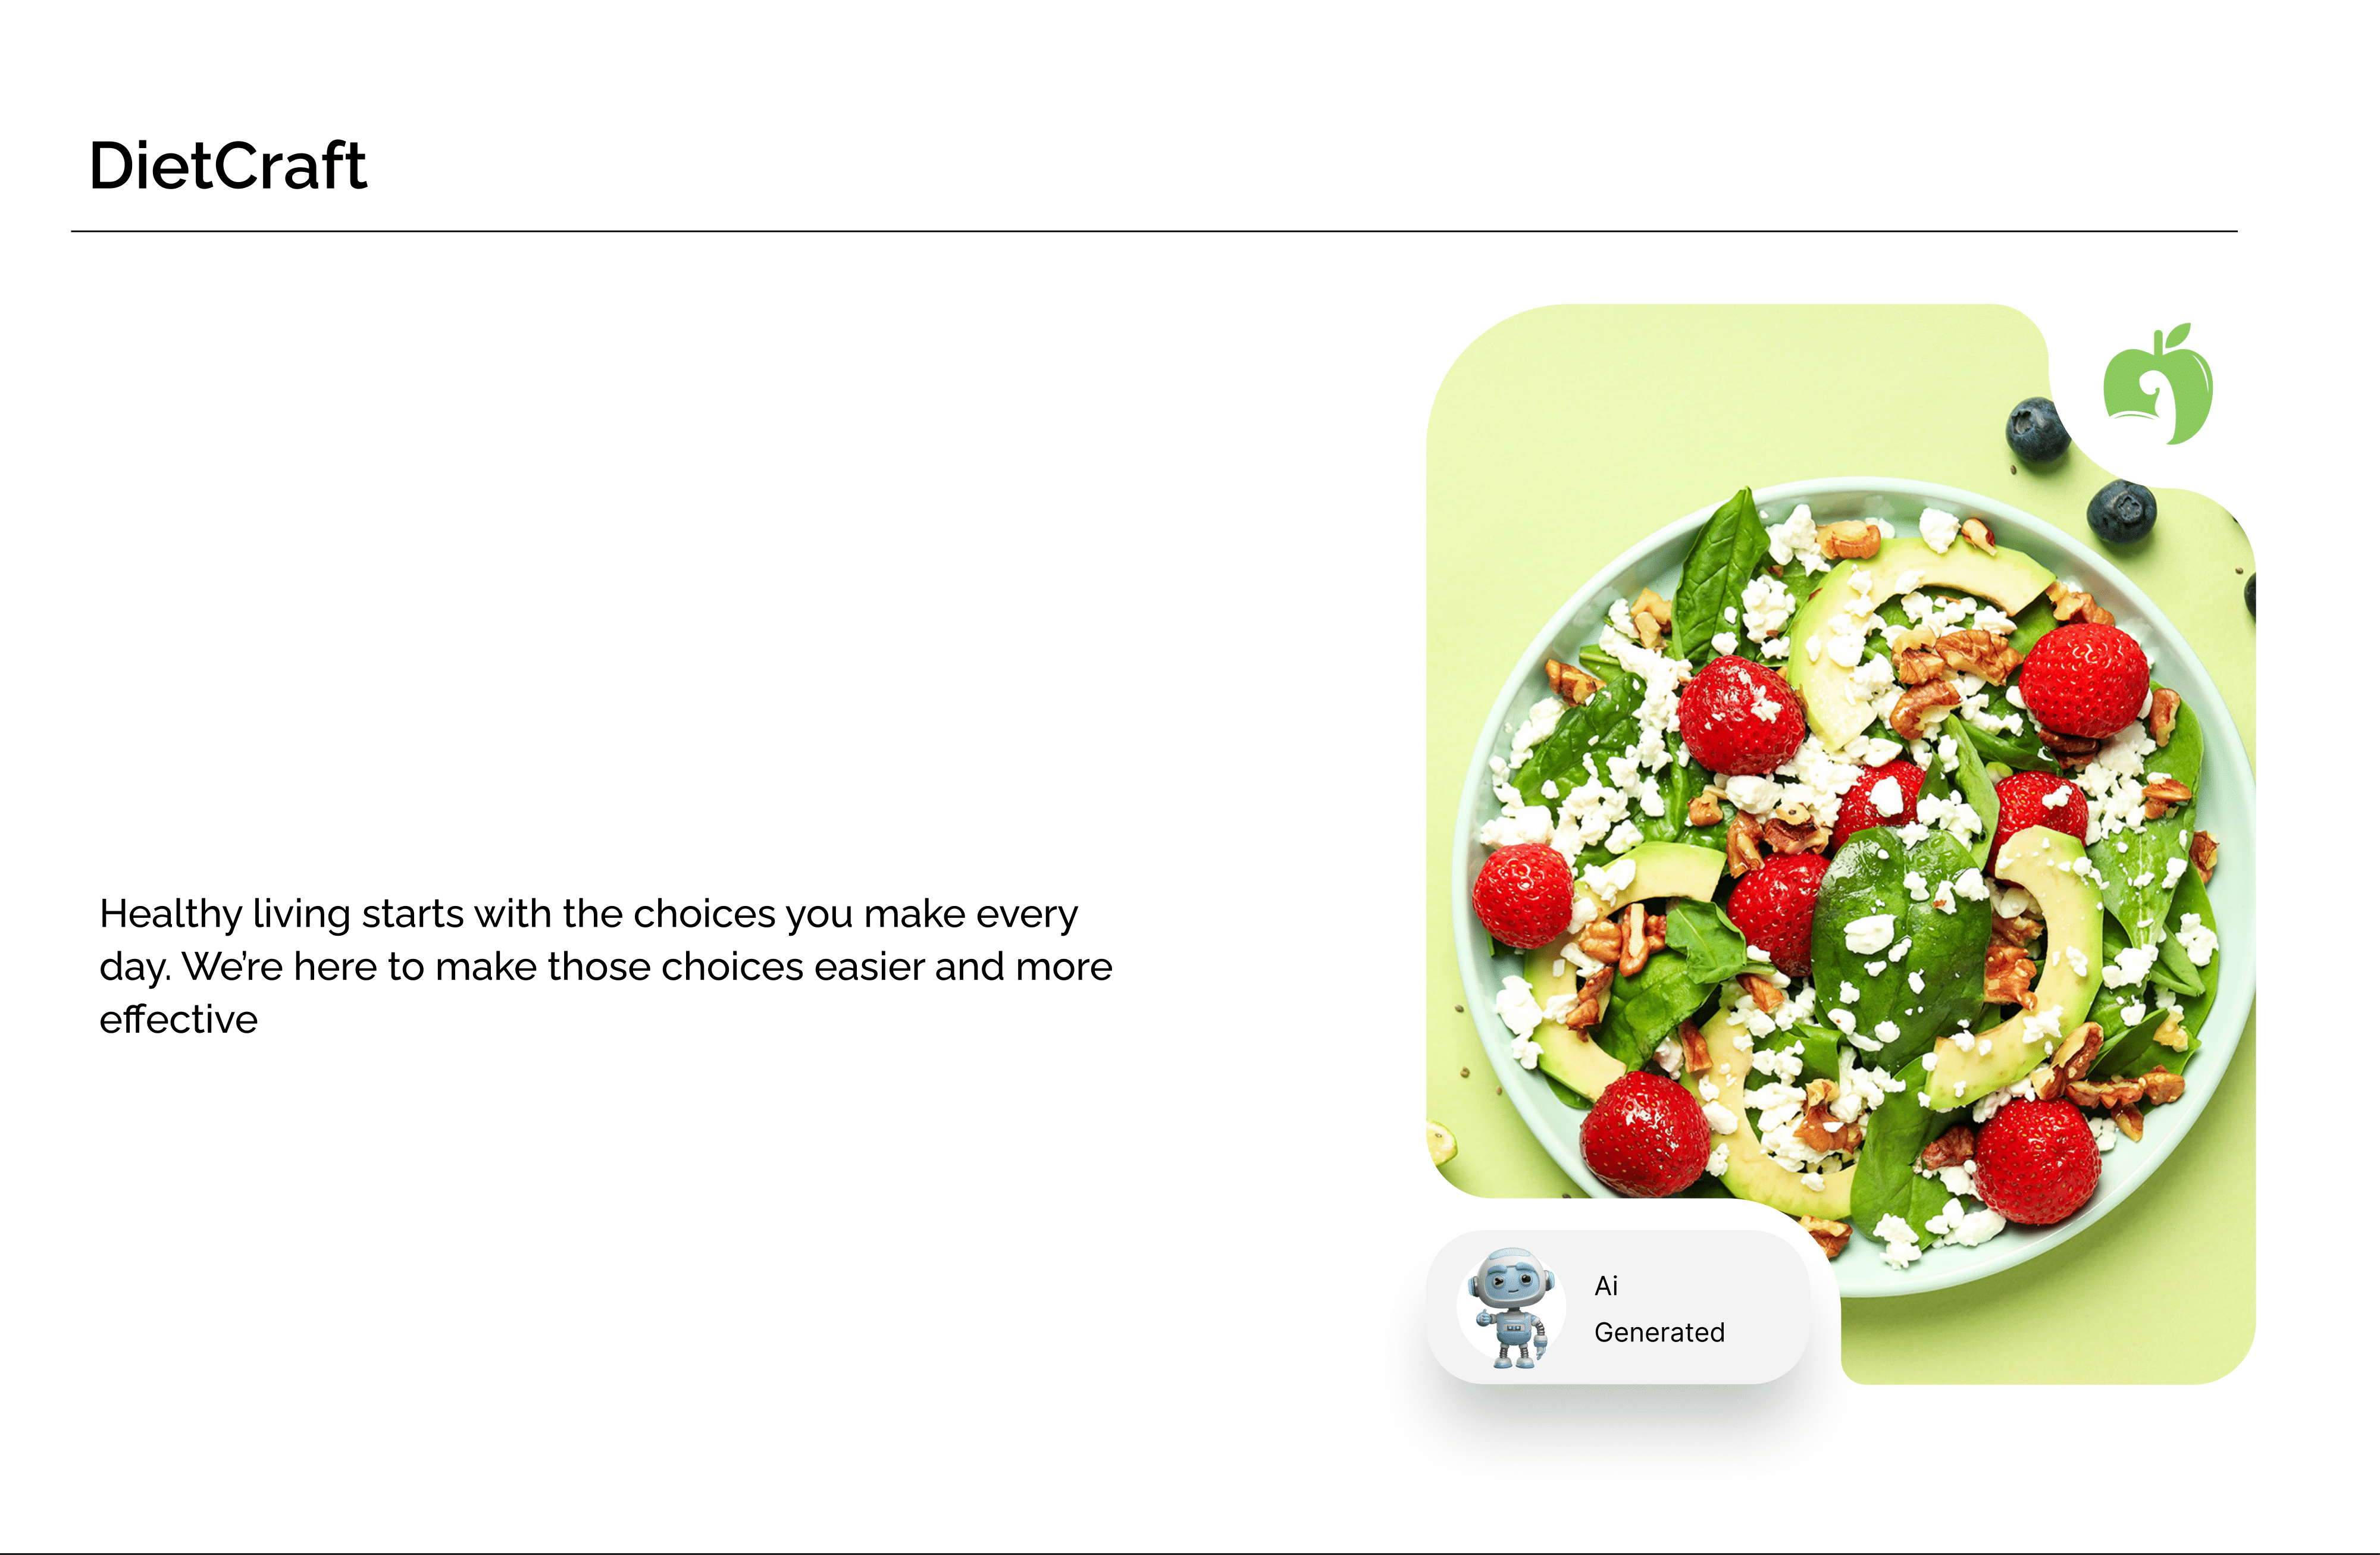 DietCraft
Healthy living starts with the choices you make every
day. We’re here to make those choices easier and more
effective
Ai
Generated